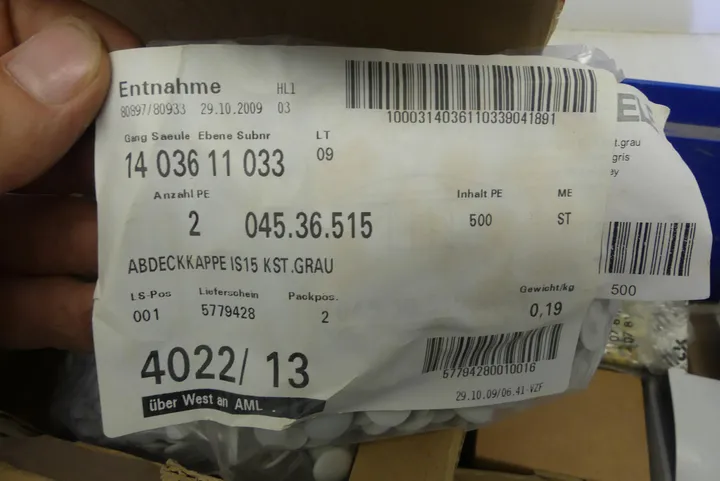 Entnahme HL1
80897/80933 29.10.2009 03
1000314036110339041891
Gang Saeule Ebene Subnr LT
14 036 11 033 09
Anzahl PE Inhalt PE ME
2 045.36.515 500 ST
ABDECKKAPPE IS15 KST.GRAU
LS-Pos Lieferschein Packpos. Gewicht/kg
001 5779428 2 0,19
4022/ 13
57794280010016
über West an AML
29.10.09/06.41-VZF
t.grau
gris
500